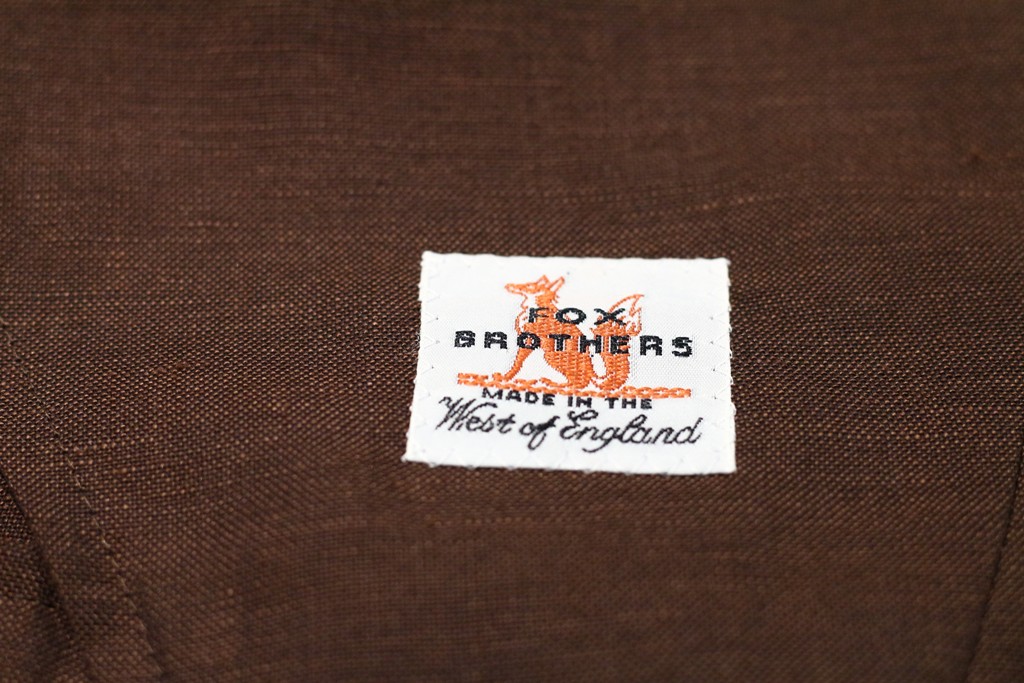 FOX
BROTHERS
MADE IN THE
West of England